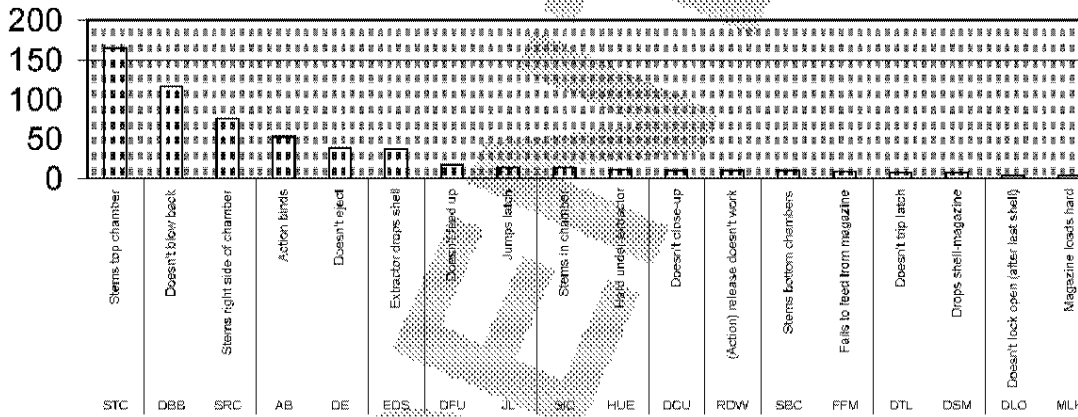 200
150
100
50
0
Stems top chamber
Doesn't blow back
Stems right side of chamber
Action binds
Doesn't eject
Extractor drops shell
Doesn't feed up
Jumps latch
Stems in chamber
Hold under extractor
Doesn't close-up
(Action) release doesn't work
Stems bottom chambers
Fails to feed from magazine
Doesn't trip latch
Drops shell-magazine
Doesn't lock open (after last shell)
Magazine loads hard
STC DBB SRC AB DE EDS DFU JL SIC HUE DCU RDW SBC FFM DTL DSM DLO MLH